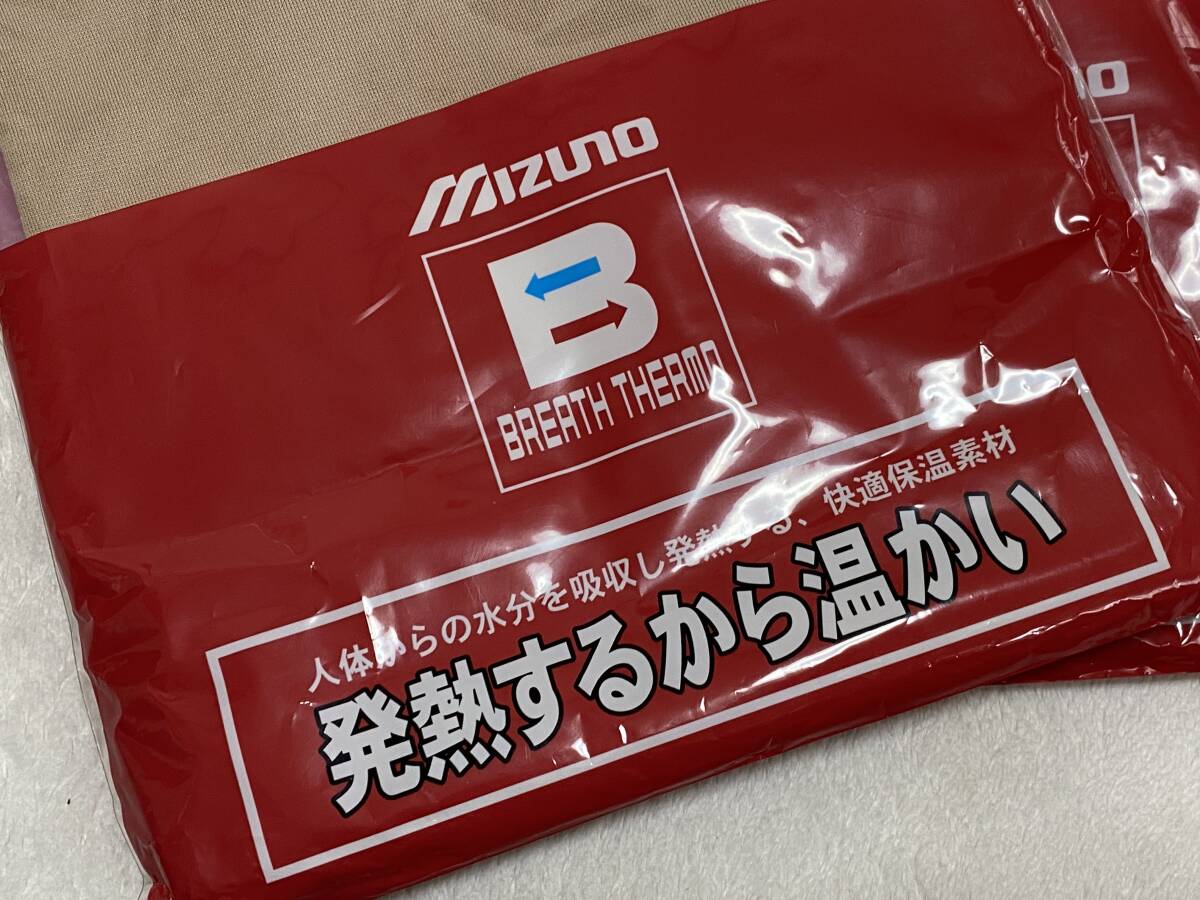 MIZUNO
B
BREATH THERMO
人体からの水分を吸収し発熱する、快適保温素材
発熱するから温かい
NO